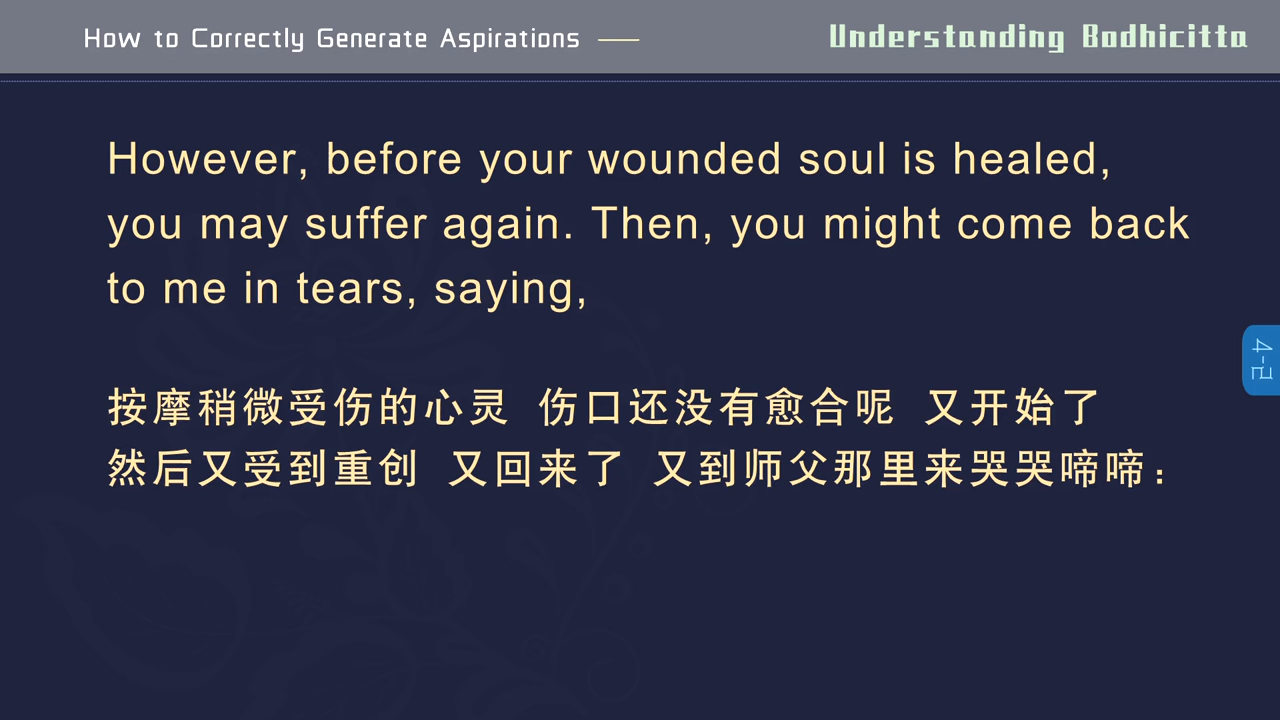 How to Correctly Generate Aspirations
Understanding Bodhicitta
However, before your wounded soul is healed,
you may suffer again. Then, you might come back
to me in tears, saying,
按摩稍微受伤的心灵 伤口还没有愈合呢 又开始了
然后又受到重创 又回来了 又到师父那里来哭哭啼啼：
4-2